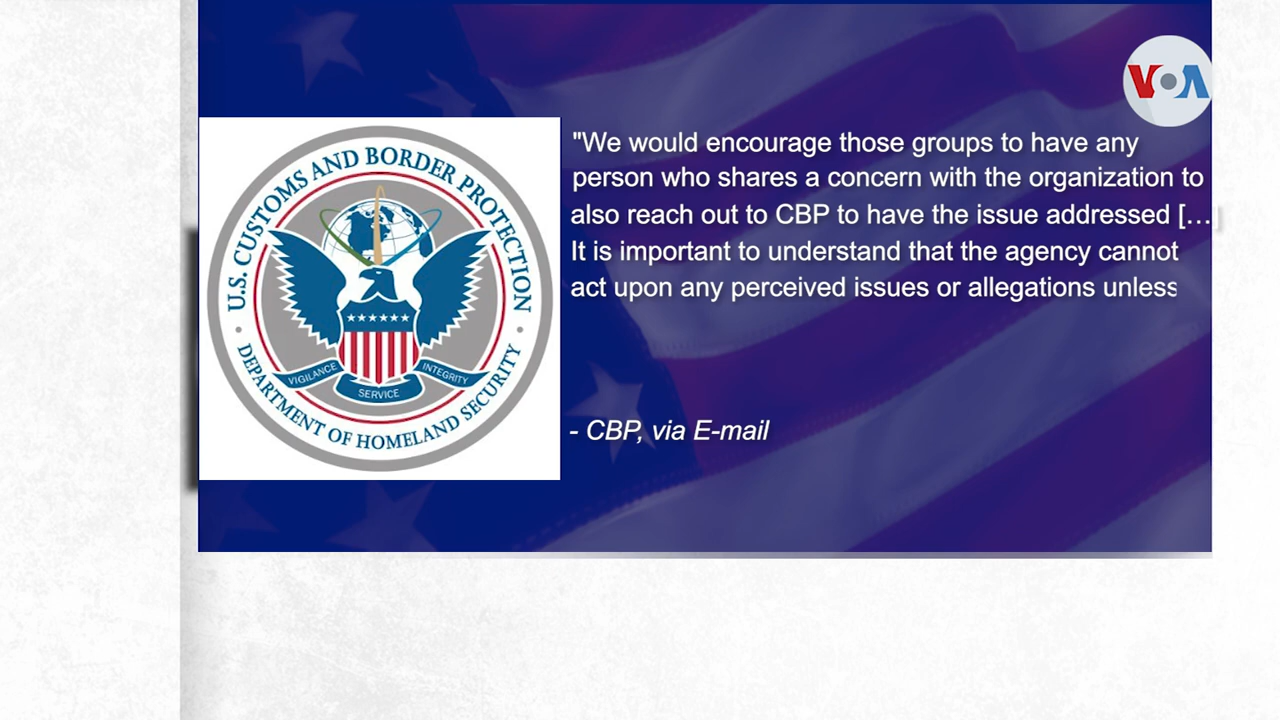 VOA
U.S. CUSTOMS AND BORDER PROTECTION
VIGILANCE
SERVICE
INTEGRITY
DEPARTMENT OF HOMELAND SECURITY
"We would encourage those groups to have any
person who shares a concern with the organization to
also reach out to CBP to have the issue addressed […]
It is important to understand that the agency cannot
act upon any perceived issues or allegations unless
- CBP, via E-mail